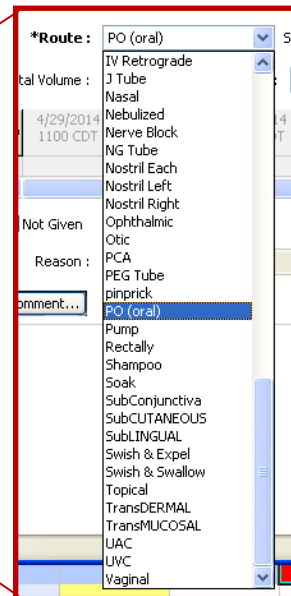 *Route : PO (oral) S
IV Retrograde
J Tube
tal Volume :
Nasal
4/29/2014 Nebulized 14
1100 CDT Nerve Block
NG Tube
Nostril Each
Nostril Left
Nostril Right
Not Given Ophthalmic
Otic
Reason : PCA
PEG Tube
pinprick
omment... PO (oral)
Pump
Rectally
Shampoo
Soak
SubConjunctiva
SubCUTANEOUS
SubLINGUAL
Swish & Expel
Swish & Swallow
Topical
TransDERMAL
TransMUCOSAL
UAC
UVC
Vaginal